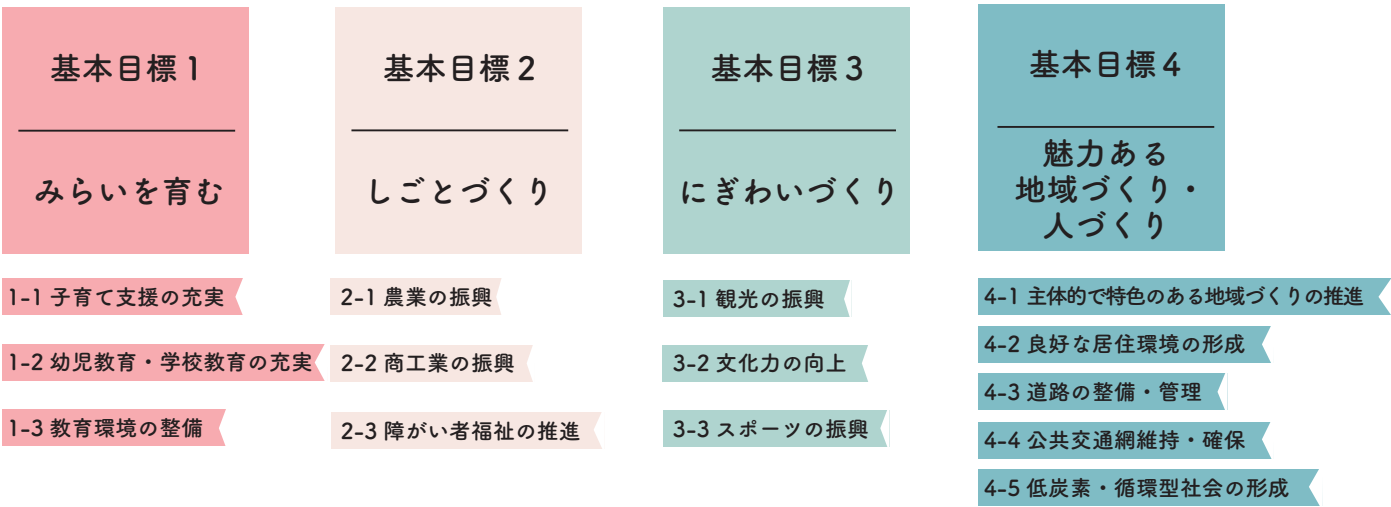 基本目標1
みらいを育む
1-1 子育て支援の充実
1-2 幼児教育・学校教育の充実
1-3 教育環境の整備
基本目標2
しごとづくり
2-1 農業の振興
2-2 商工業の振興
2-3 障がい者福祉の推進
基本目標3
にぎわいづくり
3-1 観光の振興
3-2 文化力の向上
3-3 スポーツの振興
基本目標4
魅力ある
地域づくり・
人づくり
4-1 主体的で特色のある地域づくりの推進
4-2 良好な居住環境の形成
4-3 道路の整備・管理
4-4 公共交通網維持・確保
4-5 低炭素・循環型社会の形成